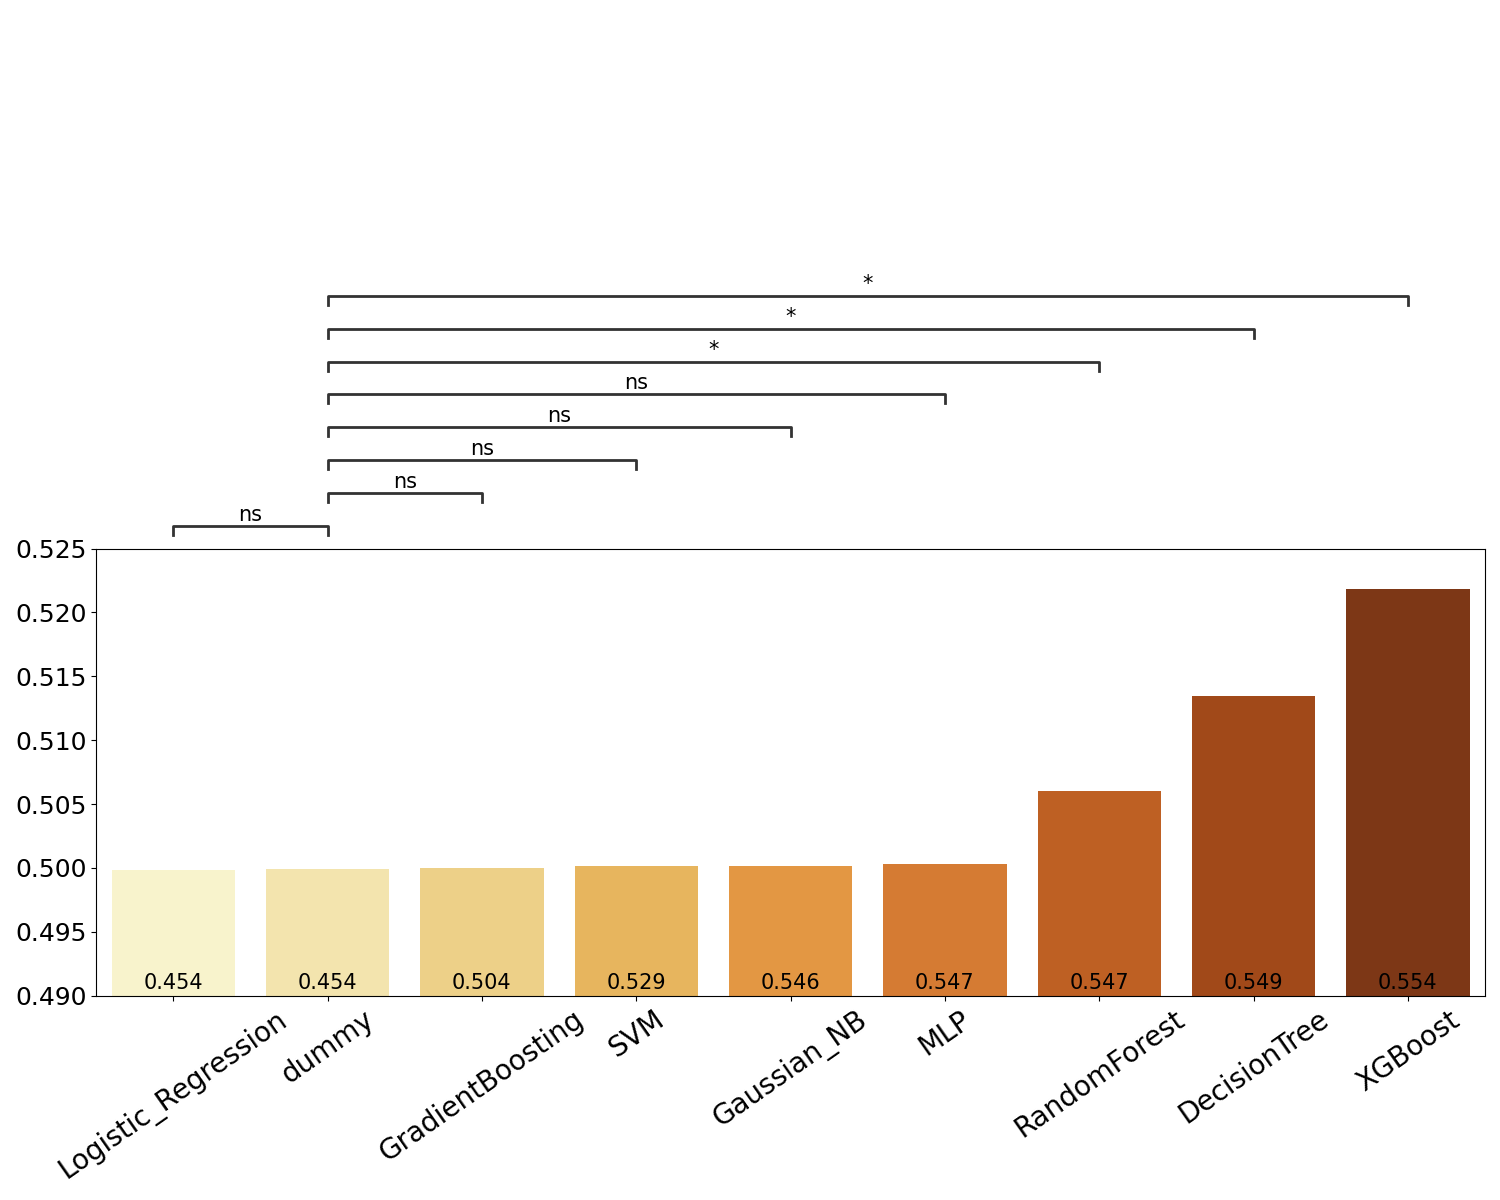 *
*
*
ns
ns
ns
ns
ns
0.525
0.520
0.515
0.510
0.505
0.500
0.495
0.490
0.454 0.454 0.504 0.529 0.546 0.547 0.547 0.549 0.554
Logistic_Regression dummy GradientBoosting SVM Gaussian_NB MLP RandomForest DecisionTree XGBoost